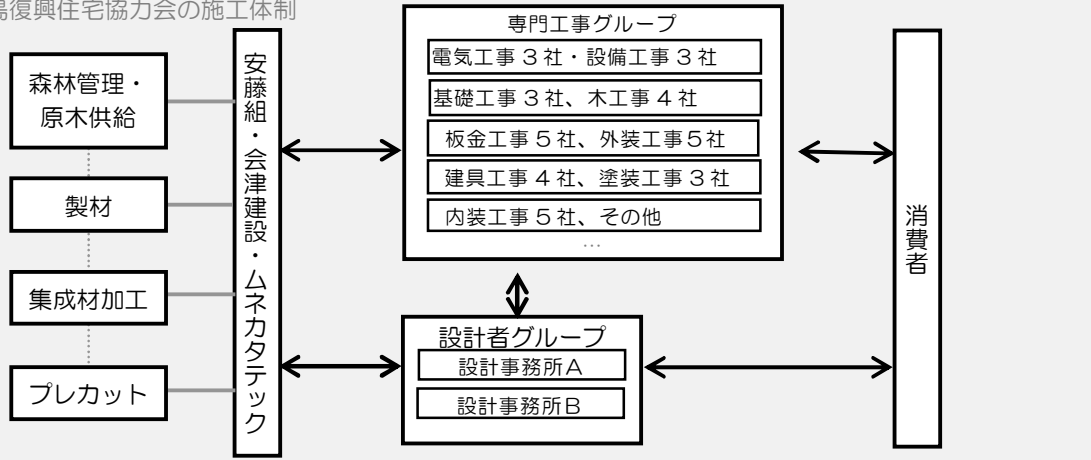 島復興住宅協力会の施工体制
森林管理・
原木供給
製材
集成材加工
プレカット
安藤組・会津建設・ムネカタテック
専門工事グループ
電気工事３社・設備工事３社
基礎工事３社、木工事４社
板金工事５社、外装工事５社
建具工事４社、塗装工事３社
内装工事５社、その他
…
設計者グループ
設計事務所A
設計事務所B
消費者